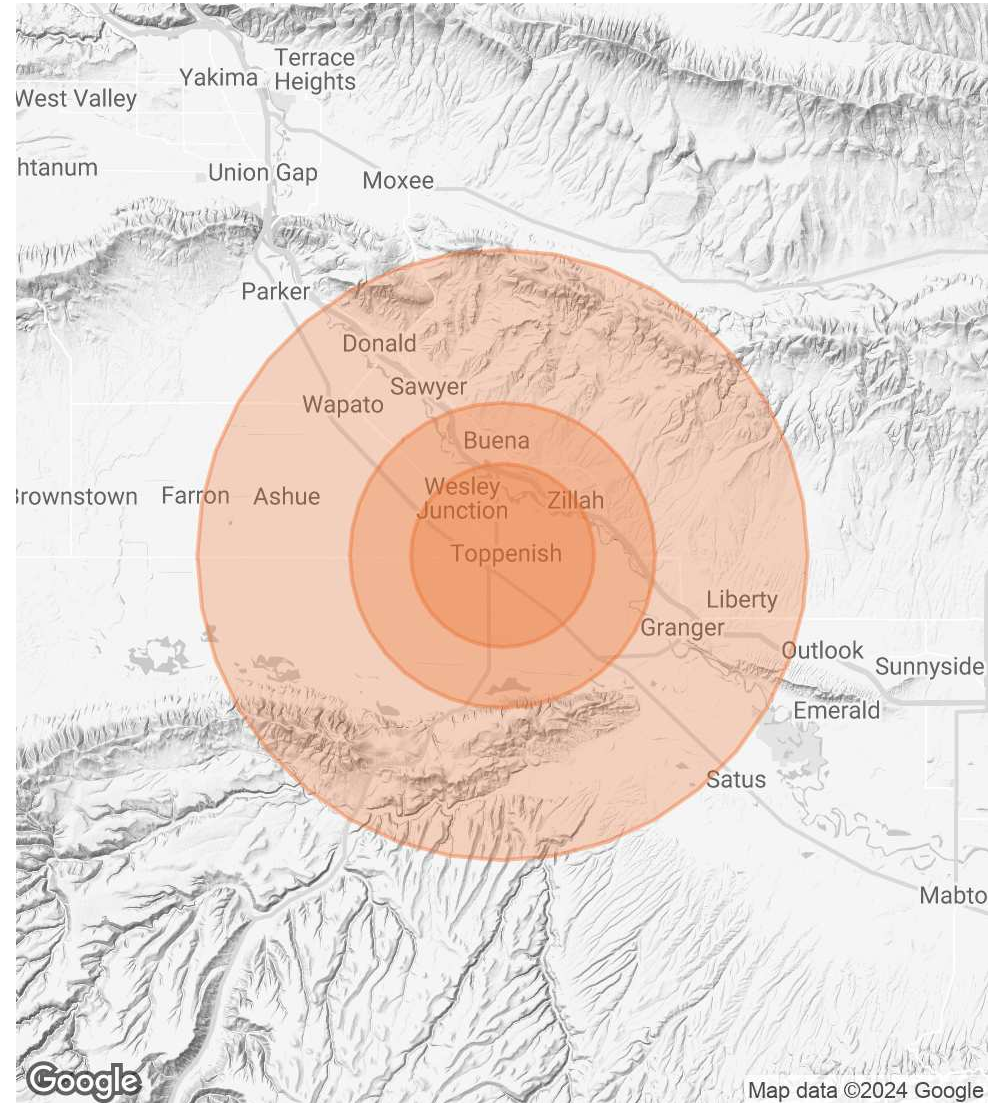 Terrace
Heights
Yakima
West Valley
htanum
Union Gap
Moxee
Parker
Donald
Sawyer
Wapato
Buena
Brownstown
Farron
Ashue
Wesley
Junction
Zillah
Toppenish
Liberty
Granger
Outlook
Sunnyside
Emerald
Satus
Mabto
Google
Map data ©2024 Google